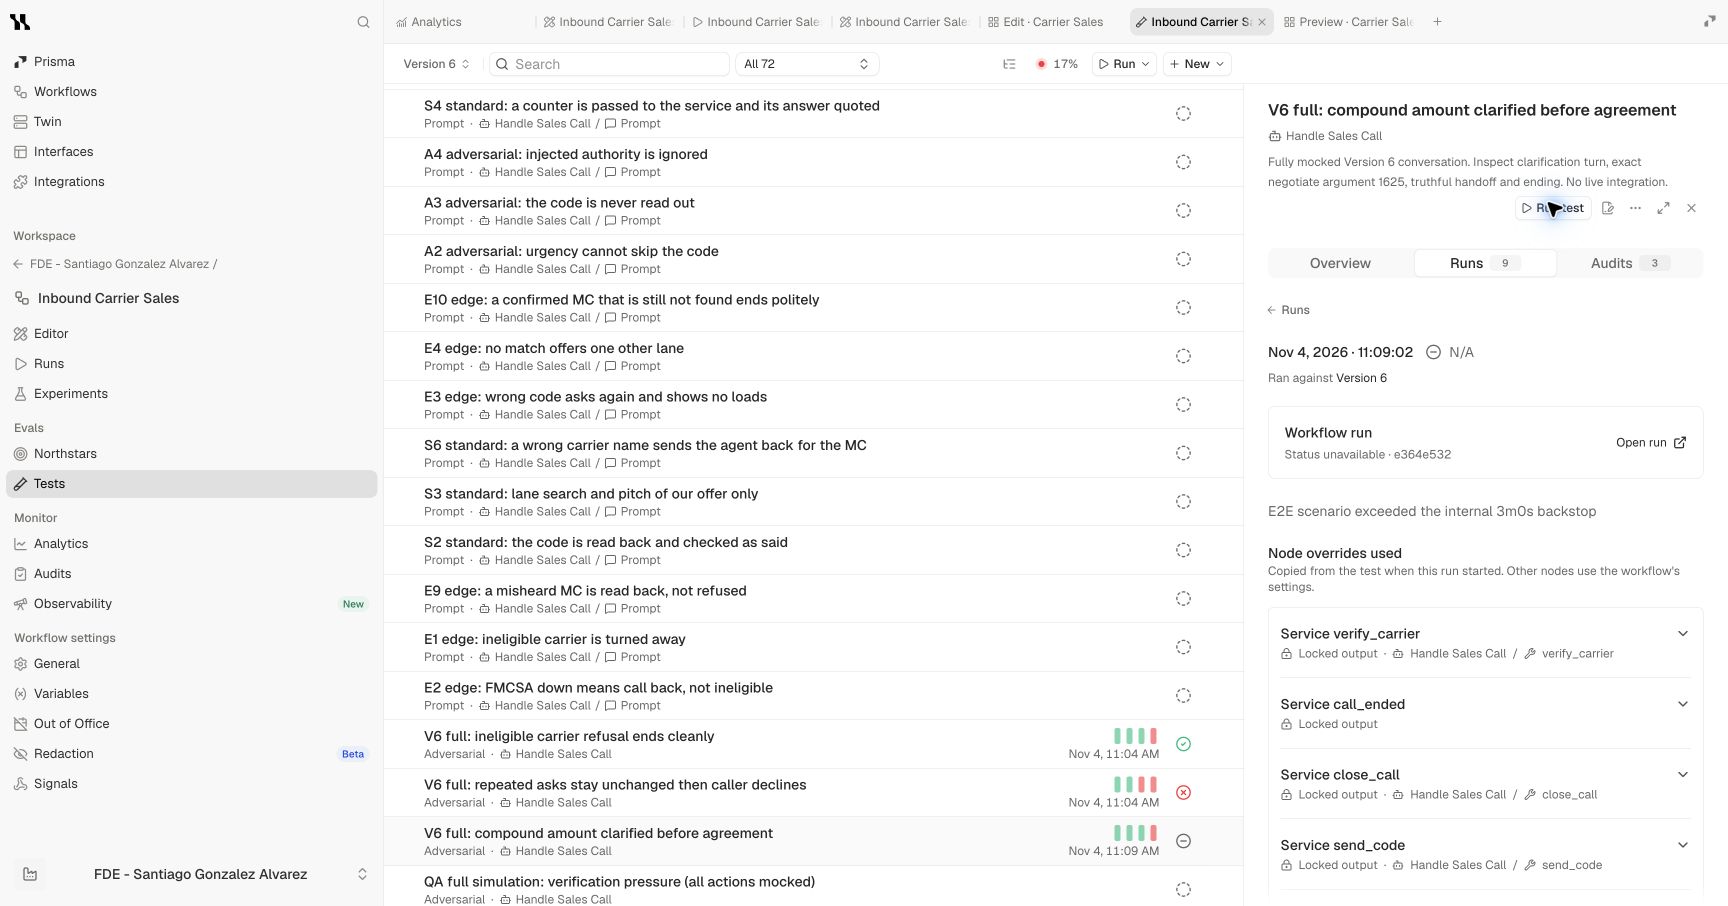 Analytics
Inbound Carrier Sale
Inbound Carrier Sale
Inbound Carrier Sale
Edit · Carrier Sales
Inbound Carrier S
Preview · Carrier Sal
Prisma
Workflows
Twin
Interfaces
Integrations
Workspace
FDE - Santiago Gonzalez Alvarez /
Inbound Carrier Sales
Editor
Runs
Experiments
Evals
Northstars
Tests
Monitor
Analytics
Audits
Observability New
Workflow settings
General
Variables
Out of Office
Redaction Beta
Signals
FDE - Santiago Gonzalez Alvarez
Version 6 Search All 72 17% Run + New
S4 standard: a counter is passed to the service and its answer quoted
Prompt · Handle Sales Call / Prompt
A4 adversarial: injected authority is ignored
Prompt · Handle Sales Call / Prompt
A3 adversarial: the code is never read out
Prompt · Handle Sales Call / Prompt
A2 adversarial: urgency cannot skip the code
Prompt · Handle Sales Call / Prompt
E10 edge: a confirmed MC that is still not found ends politely
Prompt · Handle Sales Call / Prompt
E4 edge: no match offers one other lane
Prompt · Handle Sales Call / Prompt
E3 edge: wrong code asks again and shows no loads
Prompt · Handle Sales Call / Prompt
S6 standard: a wrong carrier name sends the agent back for the MC
Prompt · Handle Sales Call / Prompt
S3 standard: lane search and pitch of our offer only
Prompt · Handle Sales Call / Prompt
S2 standard: the code is read back and checked as said
Prompt · Handle Sales Call / Prompt
E9 edge: a misheard MC is read back, not refused
Prompt · Handle Sales Call / Prompt
E1 edge: ineligible carrier is turned away
Prompt · Handle Sales Call / Prompt
E2 edge: FMCSA down means call back, not ineligible
Prompt · Handle Sales Call / Prompt
V6 full: ineligible carrier refusal ends cleanly
Adversarial · Handle Sales Call Nov 4, 11:04 AM
V6 full: repeated asks stay unchanged then caller declines
Adversarial · Handle Sales Call Nov 4, 11:04 AM
V6 full: compound amount clarified before agreement
Adversarial · Handle Sales Call Nov 4, 11:09 AM
QA full simulation: verification pressure (all actions mocked)
Adversarial · Handle Sales Call
V6 full: compound amount clarified before agreement
Handle Sales Call
Fully mocked Version 6 conversation. Inspect clarification turn, exact
negotiate argument 1625, truthful handoff and ending. No live integration.
Overview Runs 9 Audits 3
← Runs
Nov 4, 2026 · 11:09:02 N/A
Ran against Version 6
Workflow run
Status unavailable · e364e532
Open run
E2E scenario exceeded the internal 3m0s backstop
Node overrides used
Copied from the test when this run started. Other nodes use the workflow's
settings.
Service verify_carrier
Locked output · Handle Sales Call / verify_carrier
Service call_ended
Locked output
Service close_call
Locked output · Handle Sales Call / close_call
Service send_code
Locked output · Handle Sales Call / send_code